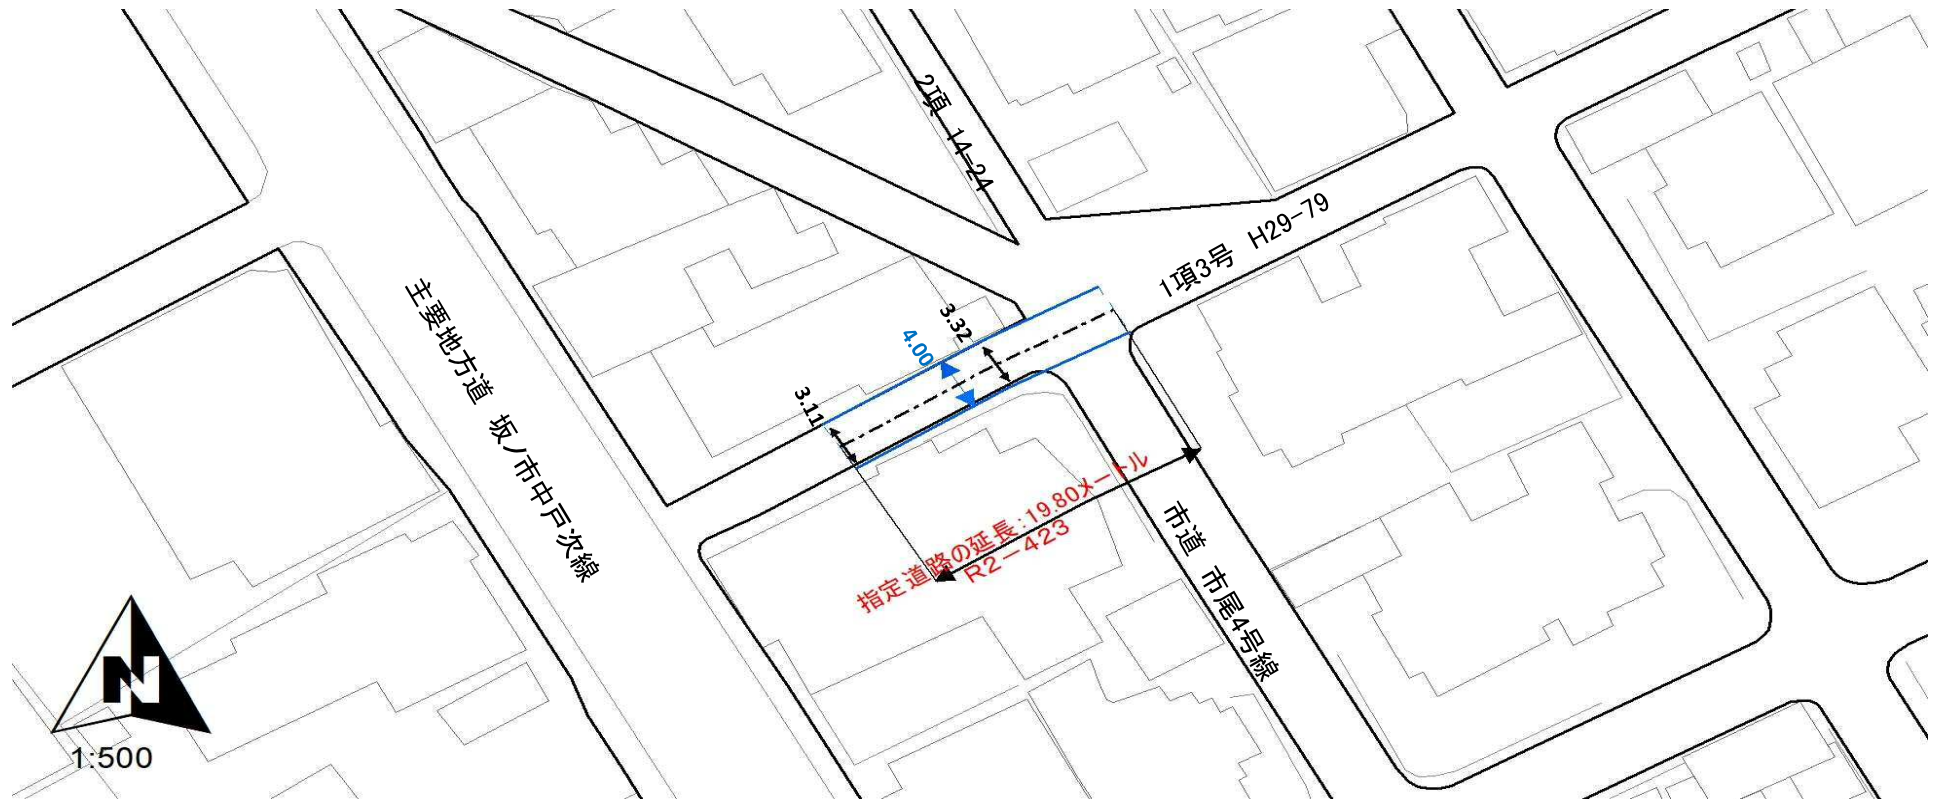 2項 14-24
1項3号 H29-79
主要地方道 坂ノ市中戸次線
3.32
4.00
3.11
指定道路の延長：19.80メートル
R2－423
市道 市尾4号線
N
1:500